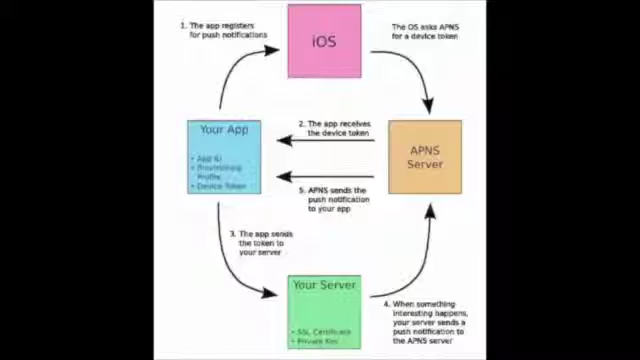 1. The app registers
for push notifications
iOS
The OS asks APNS
for a device token
Your App
• App ID
• Provisioning
Profile
• Device Token
2. The app receives
the device token
APNS
Server
5. APNS sends the
push notification
to your app
3. The app sends
the token to
your server
Your Server
• SSL Certificate
• Private Key
4. When something
interesting happens,
your server sends a
push notification to
the APNS server